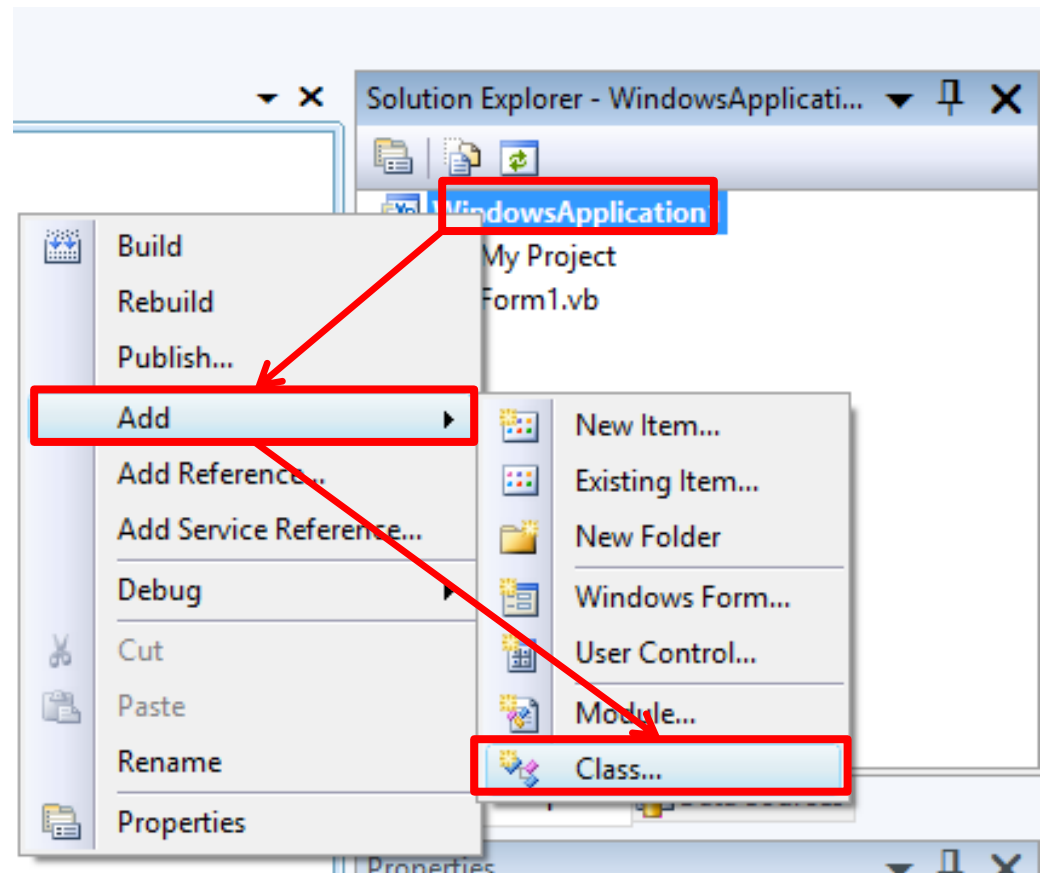 Solution Explorer - WindowsApplicati...
WindowsApplication
My Project
Form1.vb
Build
Rebuild
Publish...
Add
Add Reference...
Add Service Reference...
Debug
Cut
Paste
Rename
Properties
New Item...
Existing Item...
New Folder
Windows Form...
User Control...
Module...
Class...
Properties